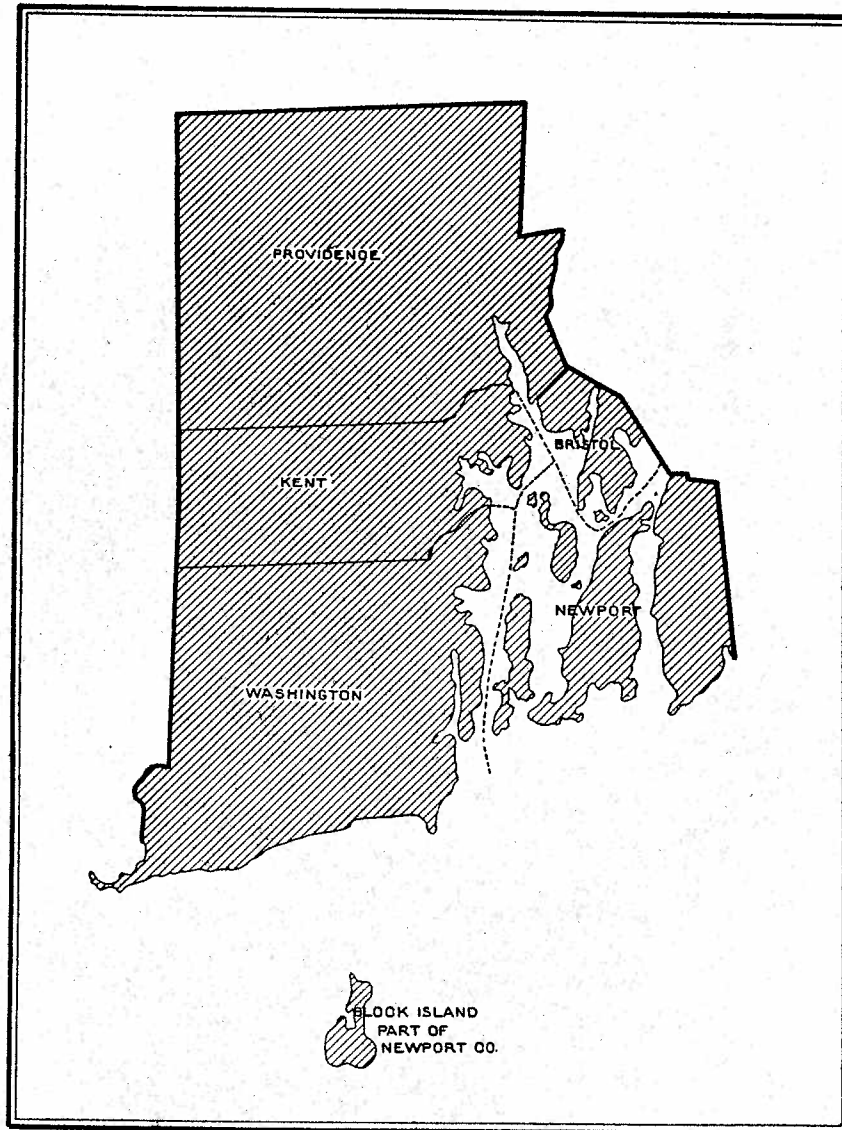 PROVIDENCE
BRISTOL
KENT
NEWPORT
WASHINGTON
BLOCK ISLAND
PART OF
NEWPORT CO.